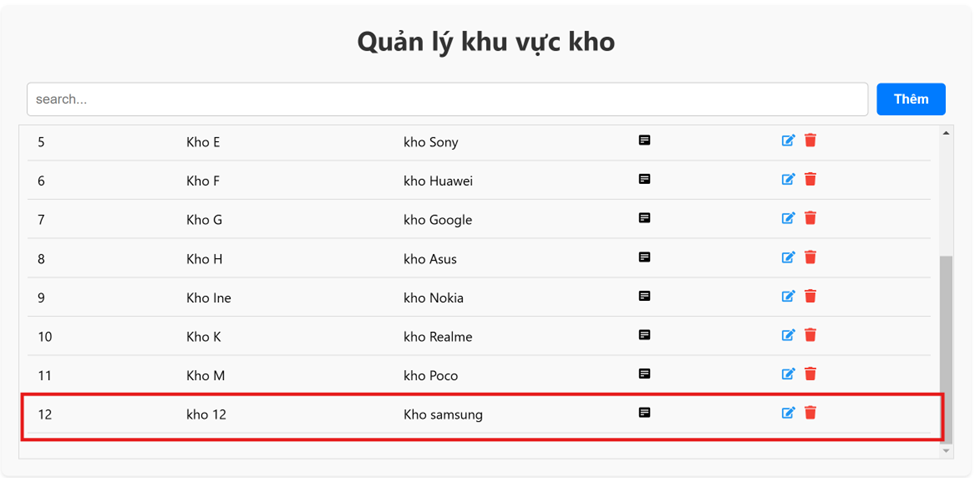 Quản lý khu vực kho
search... Thêm
5 Kho E kho Sony
6 Kho F kho Huawei
7 Kho G kho Google
8 Kho H kho Asus
9 Kho Ine kho Nokia
10 Kho K kho Realme
11 Kho M kho Poco
12 kho 12 Kho samsung